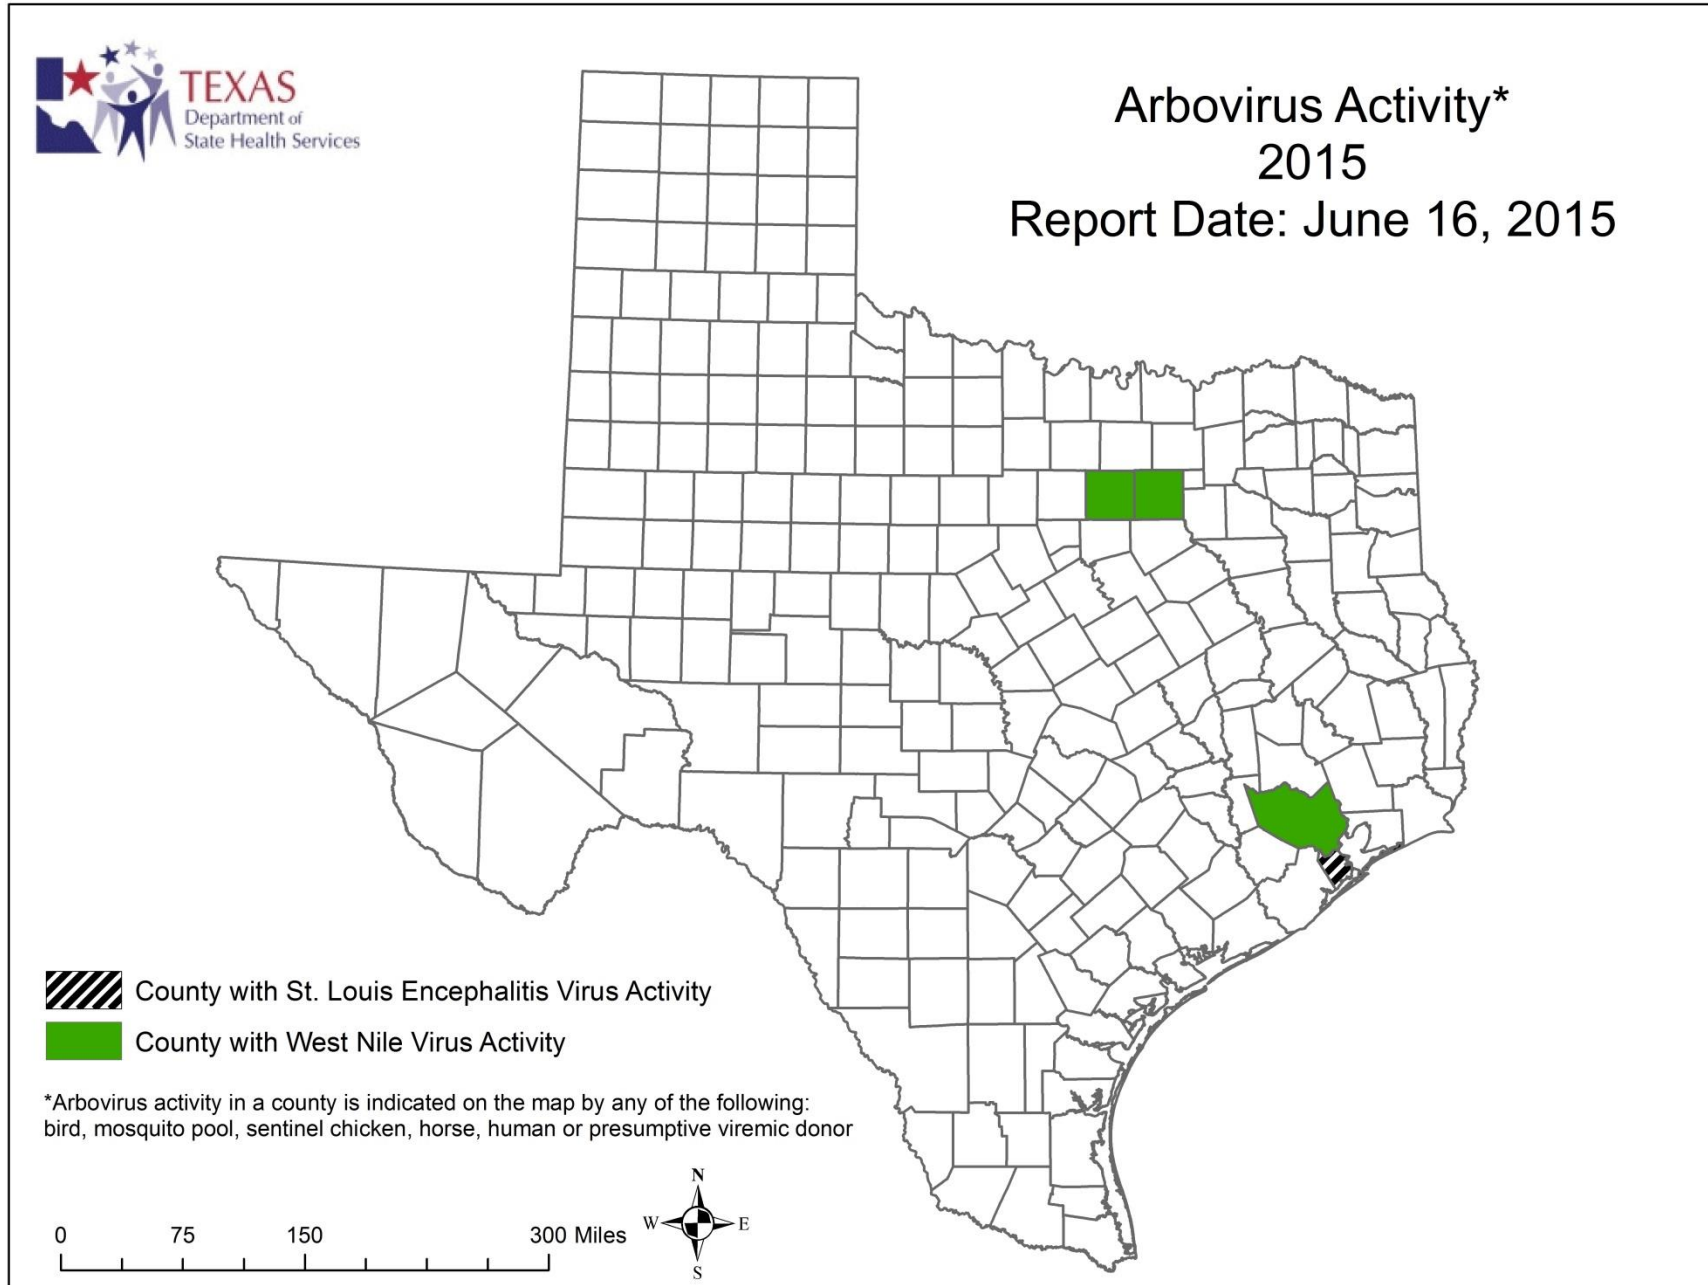 TEXAS
Department of
State Health Services
Arbovirus Activity*
2015
Report Date: June 16, 2015
County with St. Louis Encephalitis Virus Activity
County with West Nile Virus Activity
*Arbovirus activity in a county is indicated on the map by any of the following:
bird, mosquito pool, sentinel chicken, horse, human or presumptive viremic donor
0 75 150 300 Miles
N
W E
S